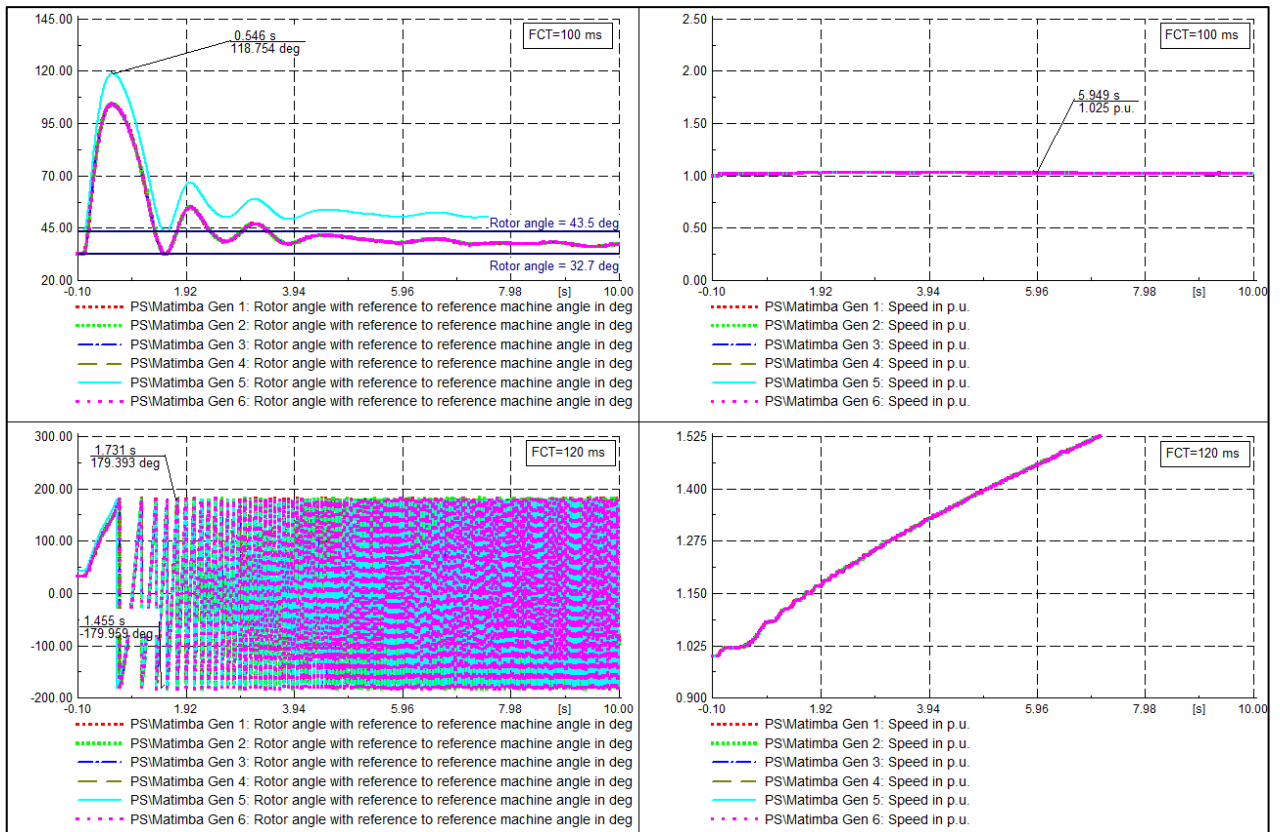 145.00
120.00
95.00
70.00
45.00
20.00
0.546 s
118.754 deg
FCT=100 ms
Rotor angle = 43.5 deg
Rotor angle = 32.7 deg
-0.10 1.92 3.94 5.96 7.98 [s] 10.00
PS\Matimba Gen 1: Rotor angle with reference to reference machine angle in deg
PS\Matimba Gen 2: Rotor angle with reference to reference machine angle in deg
PS\Matimba Gen 3: Rotor angle with reference to reference machine angle in deg
PS\Matimba Gen 4: Rotor angle with reference to reference machine angle in deg
PS\Matimba Gen 5: Rotor angle with reference to reference machine angle in deg
PS\Matimba Gen 6: Rotor angle with reference to reference machine angle in deg
2.50
2.00
1.50
1.00
0.50
0.00
FCT=100 ms
5.949 s
1.025 p.u.
-0.10 1.92 3.94 5.96 7.98 [s] 10.00
PS\Matimba Gen 1: Speed in p.u.
PS\Matimba Gen 2: Speed in p.u.
PS\Matimba Gen 3: Speed in p.u.
PS\Matimba Gen 4: Speed in p.u.
PS\Matimba Gen 5: Speed in p.u.
PS\Matimba Gen 6: Speed in p.u.
300.00
200.00
100.00
0.00
-100.00
-200.00
1.731 s
179.393 deg
FCT=120 ms
1.455 s
-179.959 deg
-0.10 1.92 3.94 5.96 7.98 [s] 10.00
PS\Matimba Gen 1: Rotor angle with reference to reference machine angle in deg
PS\Matimba Gen 2: Rotor angle with reference to reference machine angle in deg
PS\Matimba Gen 3: Rotor angle with reference to reference machine angle in deg
PS\Matimba Gen 4: Rotor angle with reference to reference machine angle in deg
PS\Matimba Gen 5: Rotor angle with reference to reference machine angle in deg
PS\Matimba Gen 6: Rotor angle with reference to reference machine angle in deg
1.525
1.400
1.275
1.150
1.025
0.900
FCT=120 ms
-0.10 1.92 3.94 5.96 7.98 [s] 10.00
PS\Matimba Gen 1: Speed in p.u.
PS\Matimba Gen 2: Speed in p.u.
PS\Matimba Gen 3: Speed in p.u.
PS\Matimba Gen 4: Speed in p.u.
PS\Matimba Gen 5: Speed in p.u.
PS\Matimba Gen 6: Speed in p.u.